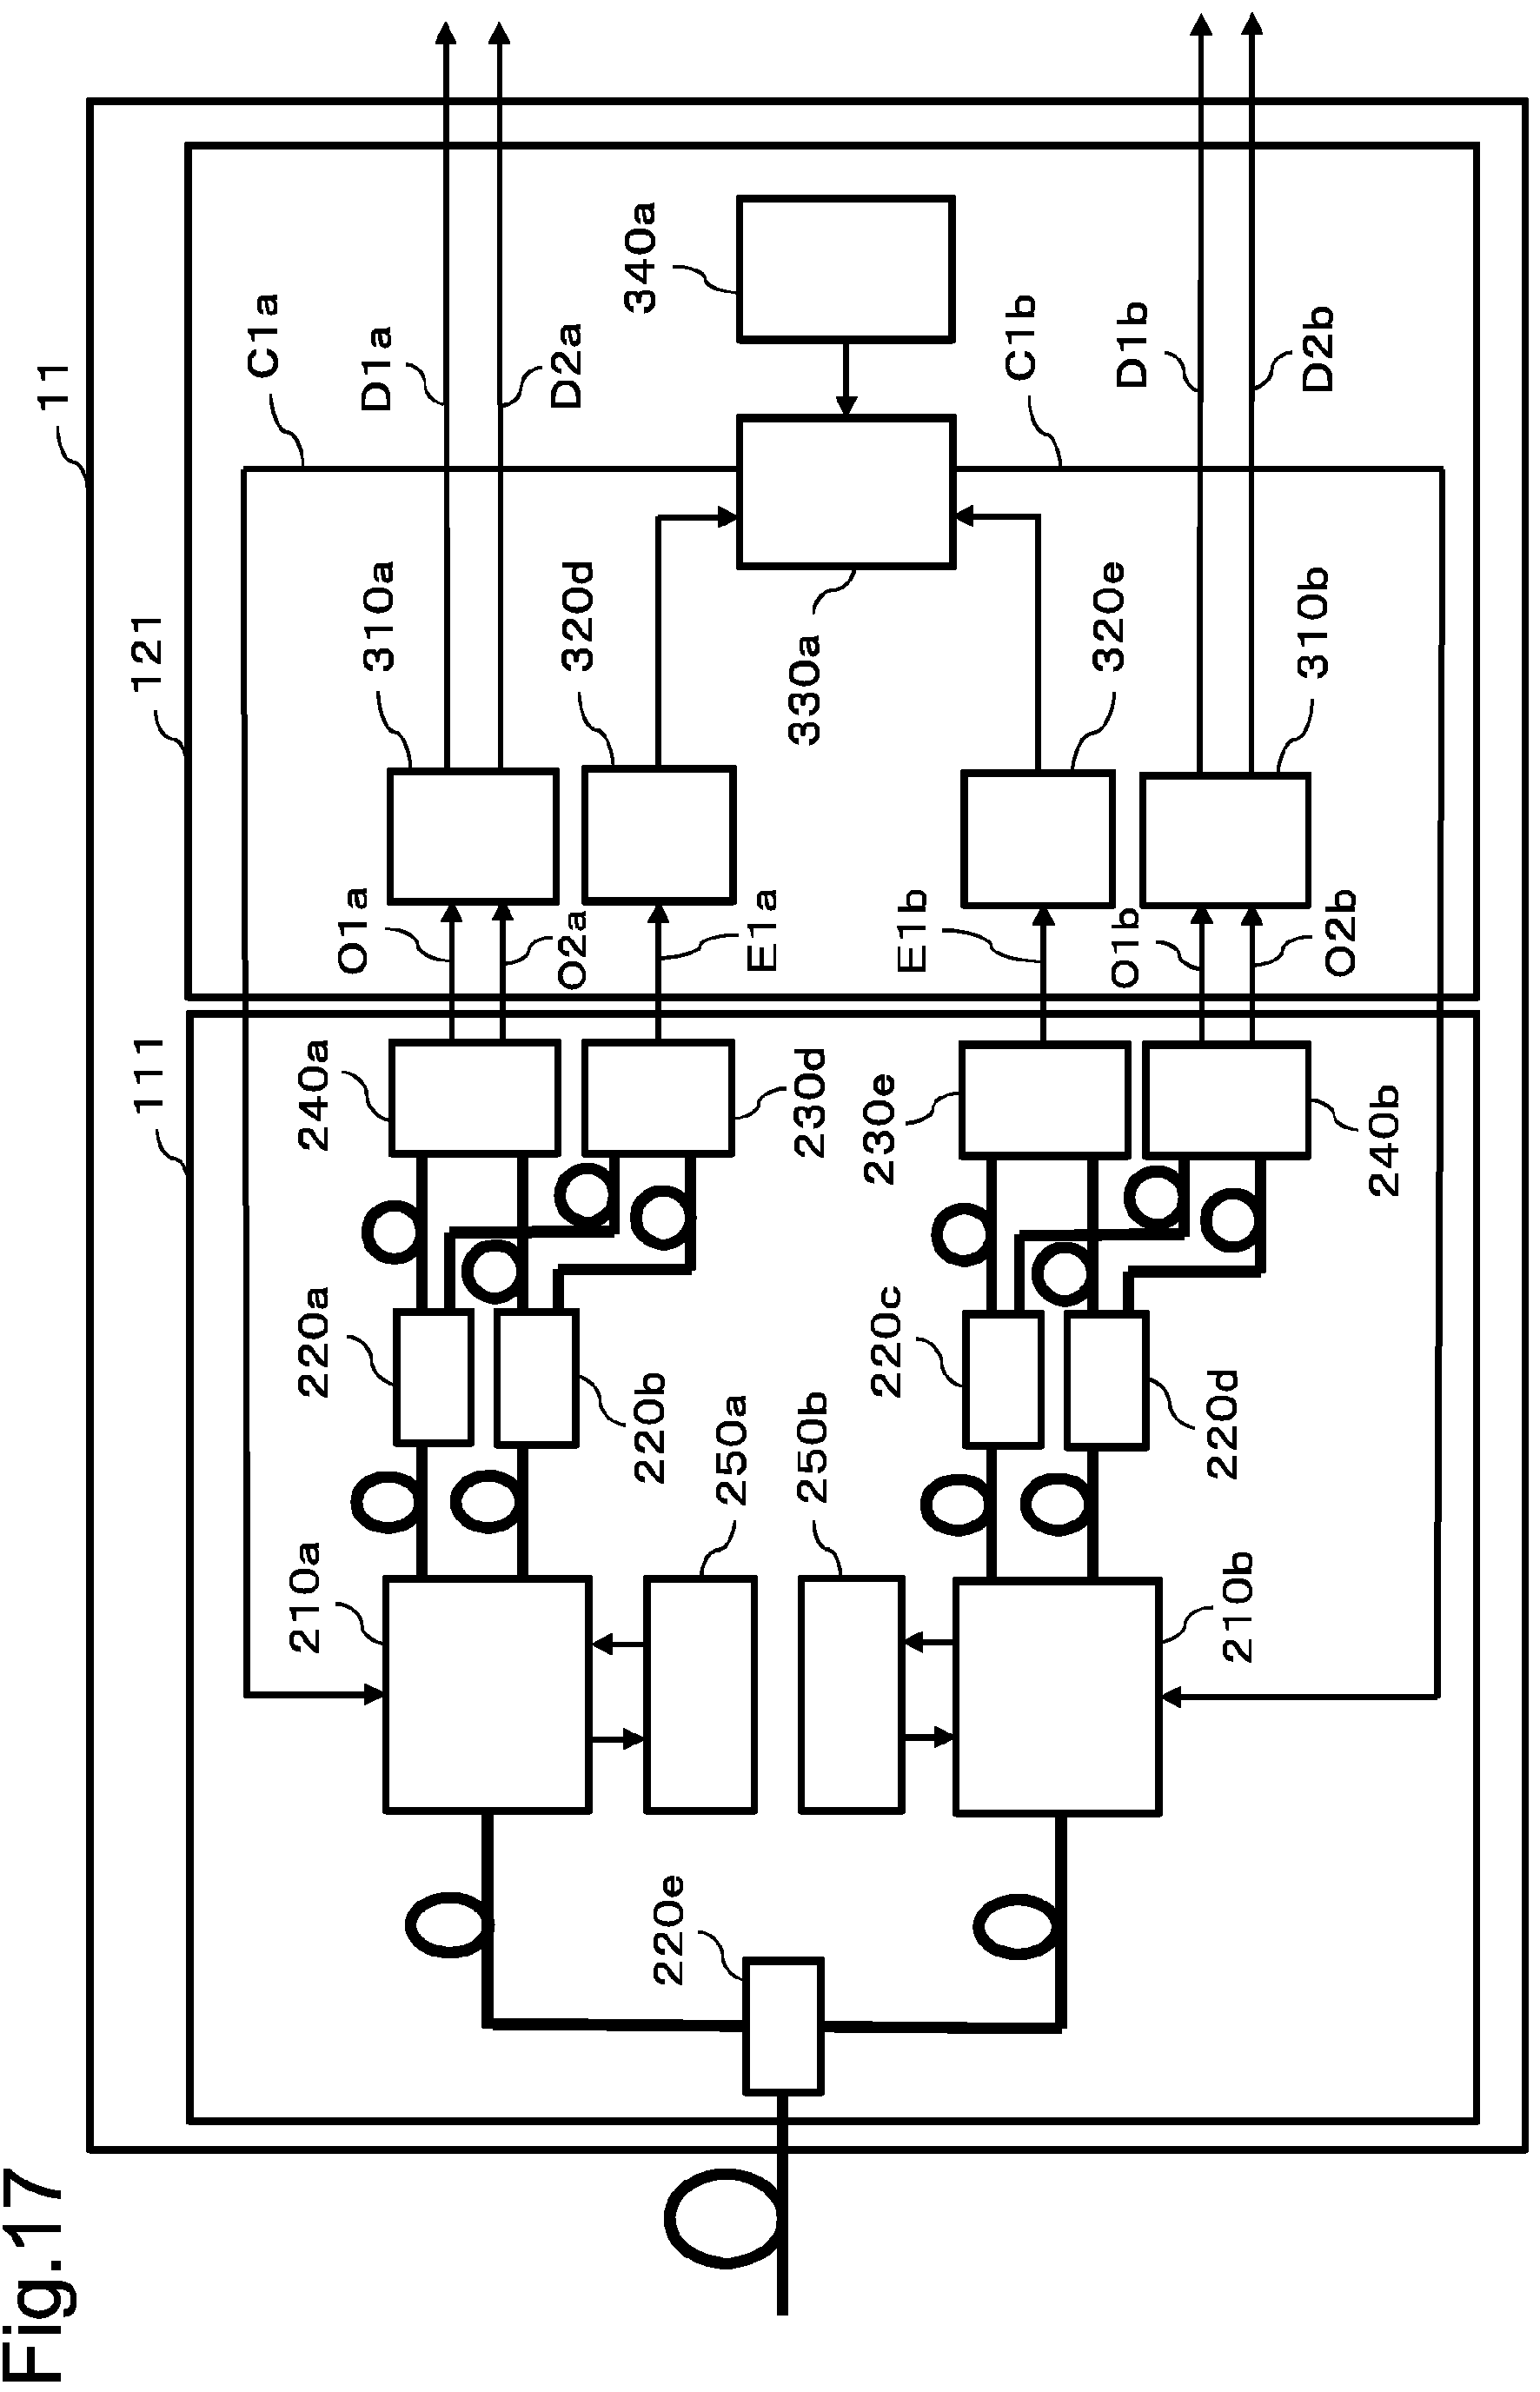 Fig.17
11
121
111
C1a
D1a
D2a
340a
C1b
D1b
D2b
310a
320d
330a
320e
310b
O1a
O2a
E1a
E1b
O1b
O2b
240a
230d
230e
240b
220a
220b
250a
250b
220c
220d
210a
210b
220e